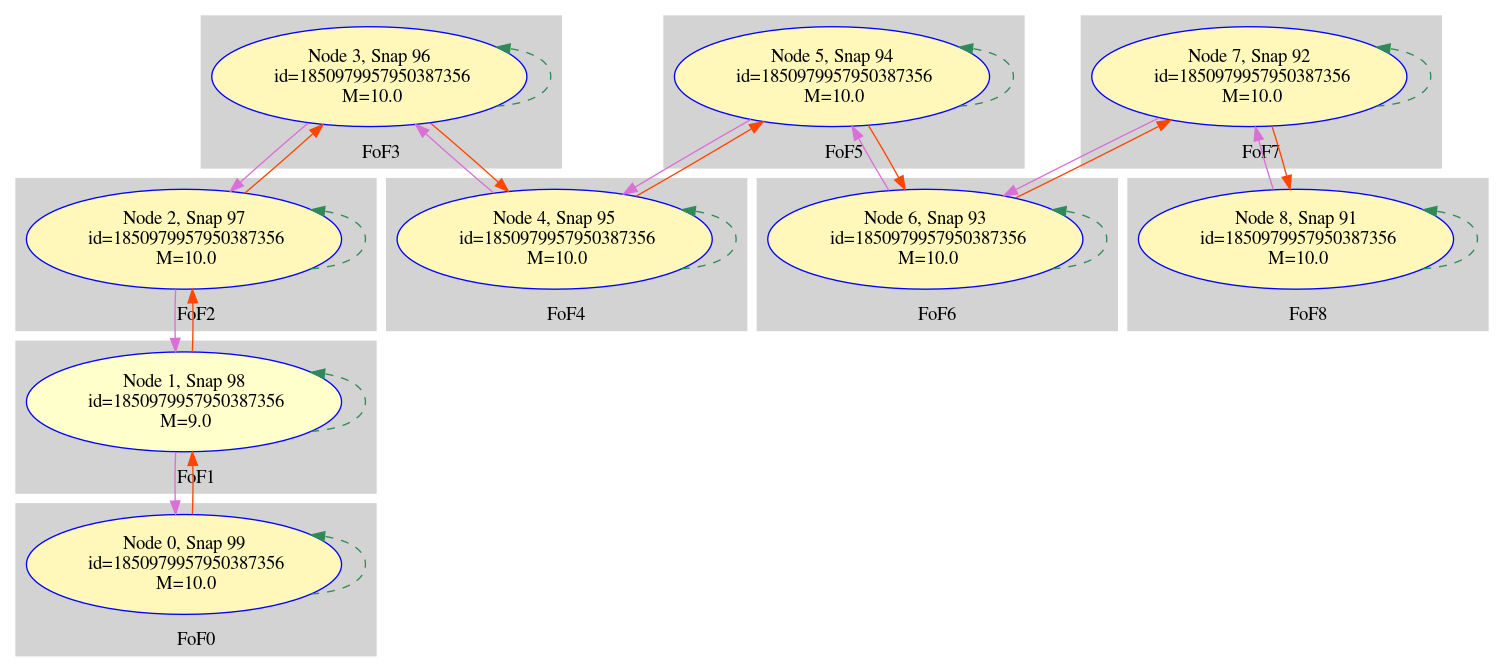 Node 3, Snap 96
id=1850979957950387356
M=10.0
FoF3
Node 5, Snap 94
id=1850979957950387356
M=10.0
FoF5
Node 7, Snap 92
id=1850979957950387356
M=10.0
FoF7
Node 2, Snap 97
id=1850979957950387356
M=10.0
FoF2
Node 4, Snap 95
id=1850979957950387356
M=10.0
FoF4
Node 6, Snap 93
id=1850979957950387356
M=10.0
FoF6
Node 8, Snap 91
id=1850979957950387356
M=10.0
FoF8
Node 1, Snap 98
id=1850979957950387356
M=9.0
FoF1
Node 0, Snap 99
id=1850979957950387356
M=10.0
FoF0